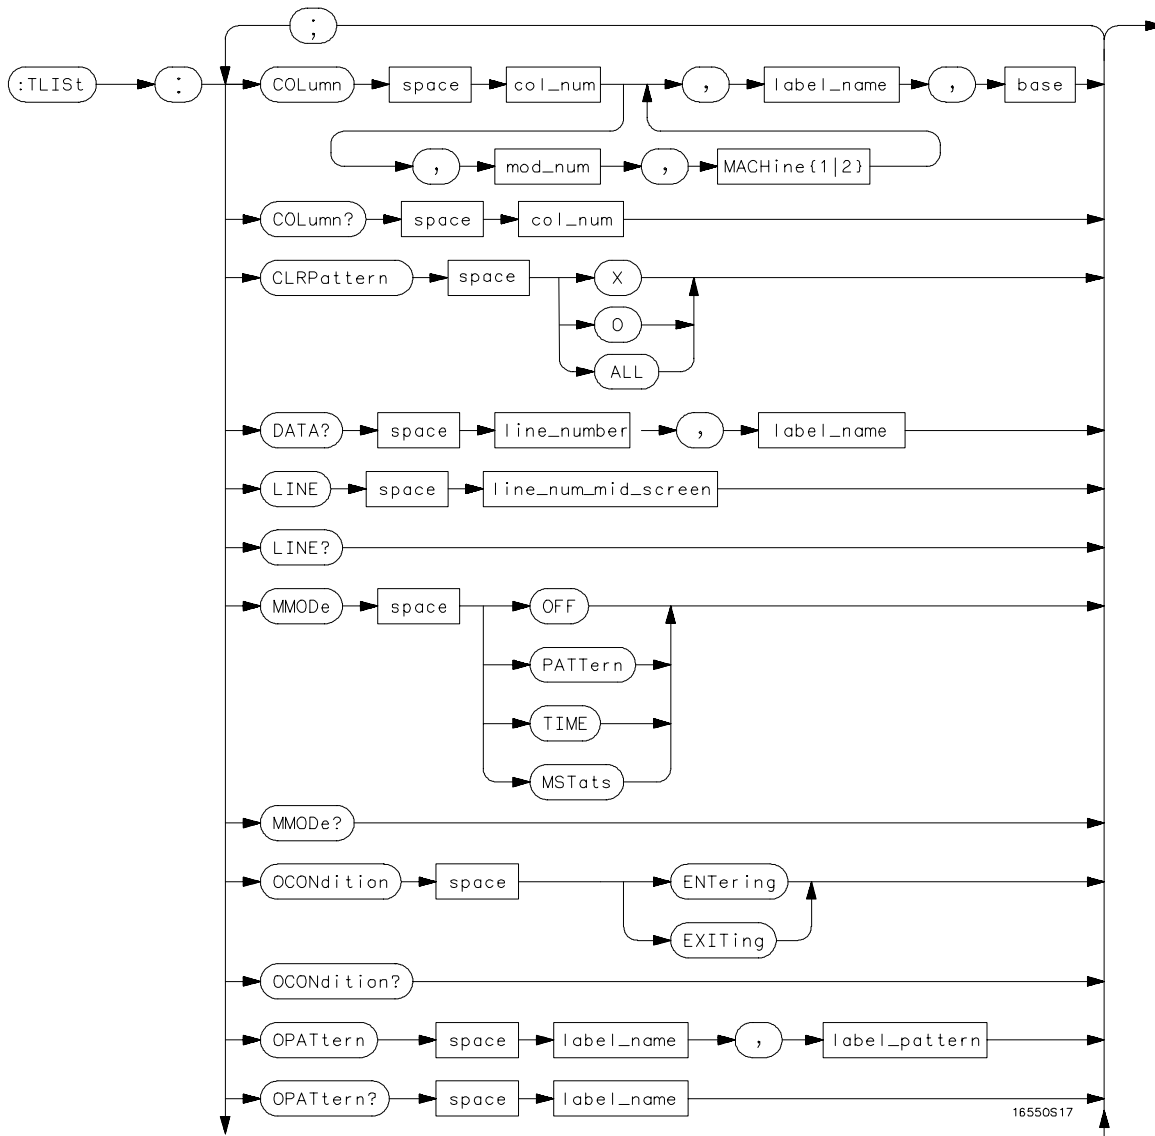 ;
:TLISt : COLumn space col_num , label_name , base
, mod_num , MACHine{1|2}
COLumn? space col_num
CLRPattern space X
O
ALL
DATA? space line_number , label_name
LINE space line_num_mid_screen
LINE?
MMODe space OFF
PATTern
TIME
MSTats
MMODe?
OCONdition space ENTering
EXITing
OCONdition?
OPATtern space label_name , label_pattern
OPATtern? space label_name
16550S17